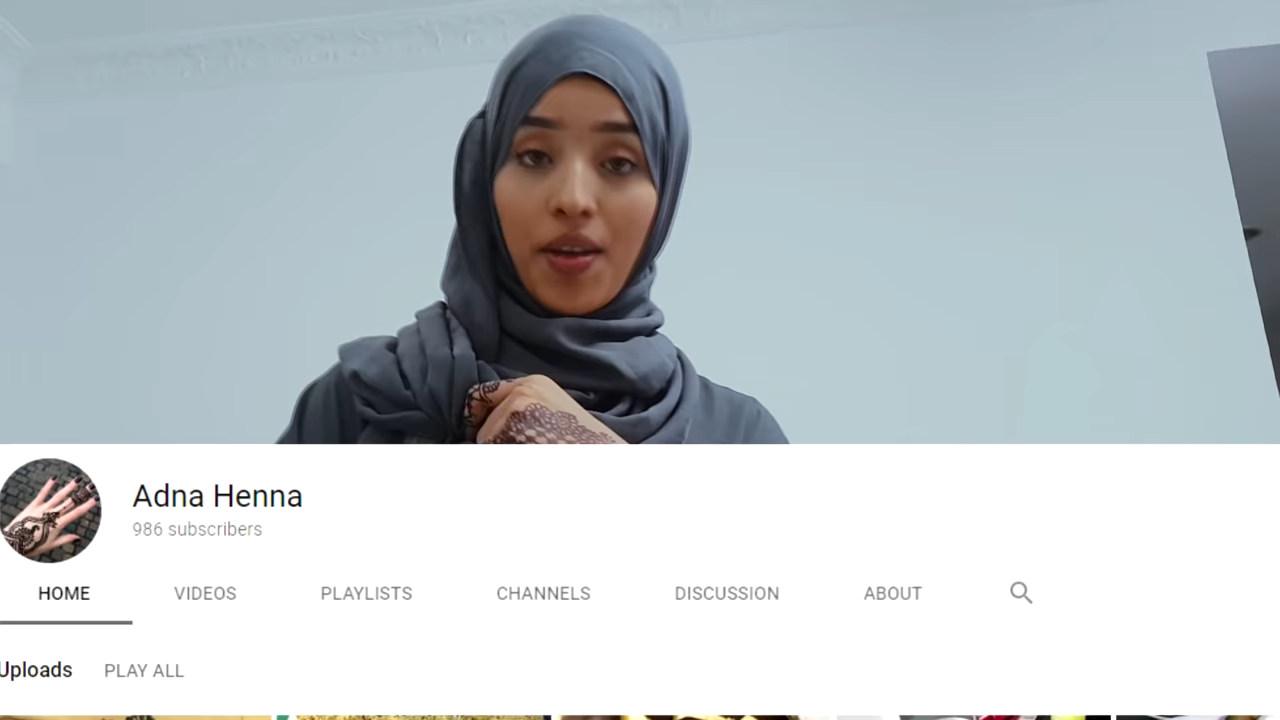 Adna Henna
986 subscribers
HOME VIDEOS PLAYLISTS CHANNELS DISCUSSION ABOUT
Uploads PLAY ALL